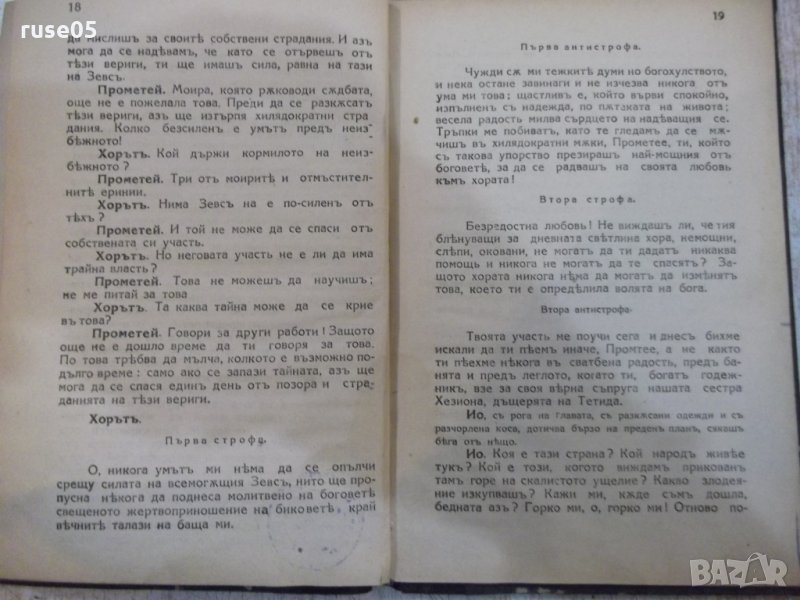 ruse05
18
да мислишъ за своитѣ собствени страдания. И азъ
мога да се надѣвамъ, че като се отървешъ отъ
тѣзи вериги, ти ще имашъ сила, равна на тази
на Зевсъ.
Прометей. Моира, която рѫководи сѫдбата,
още не е пожелала това. Преди да се разкѫсатъ
тѣзи вериги, азъ ще изтърпя хилядократни стра
дания. Колко безсиленъ е умътъ предъ неиз
бѣжното!
Хорътъ. Кой държи кормилото на неиз-
бѣжното?
Прометей. Три отъ моиритѣ и отмъстител-
нитѣ еринии.
Хорътъ. Нима Зевсъ на е по-силенъ отъ
тѣхъ?
Прометей. И той не може да се спаси отъ
собствената си участь.
Хорътъ. Но неговата участь не е ли да има
трайна власть?
Прометей. Това не можешъ да научишъ;
не ме питай за това
Хорътъ. Та каква тайна може да се крие
въ това?
Прометей. Говори за други работи! Защото
още не е дошло време да ти говоря за това.
По това трѣбва да мълча, колкото е възможно по-
дълго време: само ако се запази тайната, азъ ще
мога да се спася единъ день отъ позора и стра-
данията на тѣзи вериги.
Хорътъ.
Първа строфа.
О, никога умътъ ми нѣма да се опълчи
срещу силата на всемогѫщия Зевсъ, нито ще про-
пусна нѣкога да поднеса молитвено на боговетѣ
свещеното жертвоприношение на биковетѣ, край
вѣчнитѣ талази на баща ми.
19
Първа антистрофа.
Чужди сѫ ми тежкитѣ думи но богохулството,
и нека остане завинаги и не изчезва никога отъ
ума ми това; щастливъ е, който върви спокойно,
изпълненъ съ надежда, по пѫтаката на живота;
весела радость милва сърдцето на надѣващия се.
Тръпки ме побиватъ, като те гледамъ да се мѫ-
чишъ въ хилядократни мѫки, Прометее, ти, който
съ такова упорство презирашъ най-мощния отъ
боговетѣ, за да се радвашъ на своята любовь
къмъ хората!
Втора строфа.
Безредостна любовь! Не виждашъ ли, че тия
блѣнуващи за дневната свѣтлина хора, немощни,
слѣпи, оковани, не могатъ да ти дадатъ никаква
помощь и никога не могатъ да те спасятъ? За-
щото хората никога нѣма да могатъ да измѣнятъ
това, което ти е опредѣлила волята на бога.
Втора антистрофа.
Твоята участь ме поучи сега и днесъ бихме
искали да ти пѣемъ иначе, Промтее, а не както
ти пѣехме нѣкога въ сватбена радость, предъ ба-
нята и предъ леглото, когато ти, богатъ годеж-
никъ, взе за своя вѣрна съпруга нашата сестра
Хезиона, дъщерята на Тетида.
Ио, съ рога на главата, съ разкѫсани одежди и съ
разчорлена коса, дотичва бързо на преденъ планъ, сякашъ
бѣга отъ нѣщо.
Ио. Коя е тази страна? Кой народъ живѣе
тукъ? Кой е този, когото виждамъ прикованъ
тамъ горе на скалистото ущелие? Какво злодея-
ние изкупвашъ? Кажи ми, кѫде съмъ дошла,
бедната азъ? Горко ми, о, горко ми! Отново по-
BAZAR